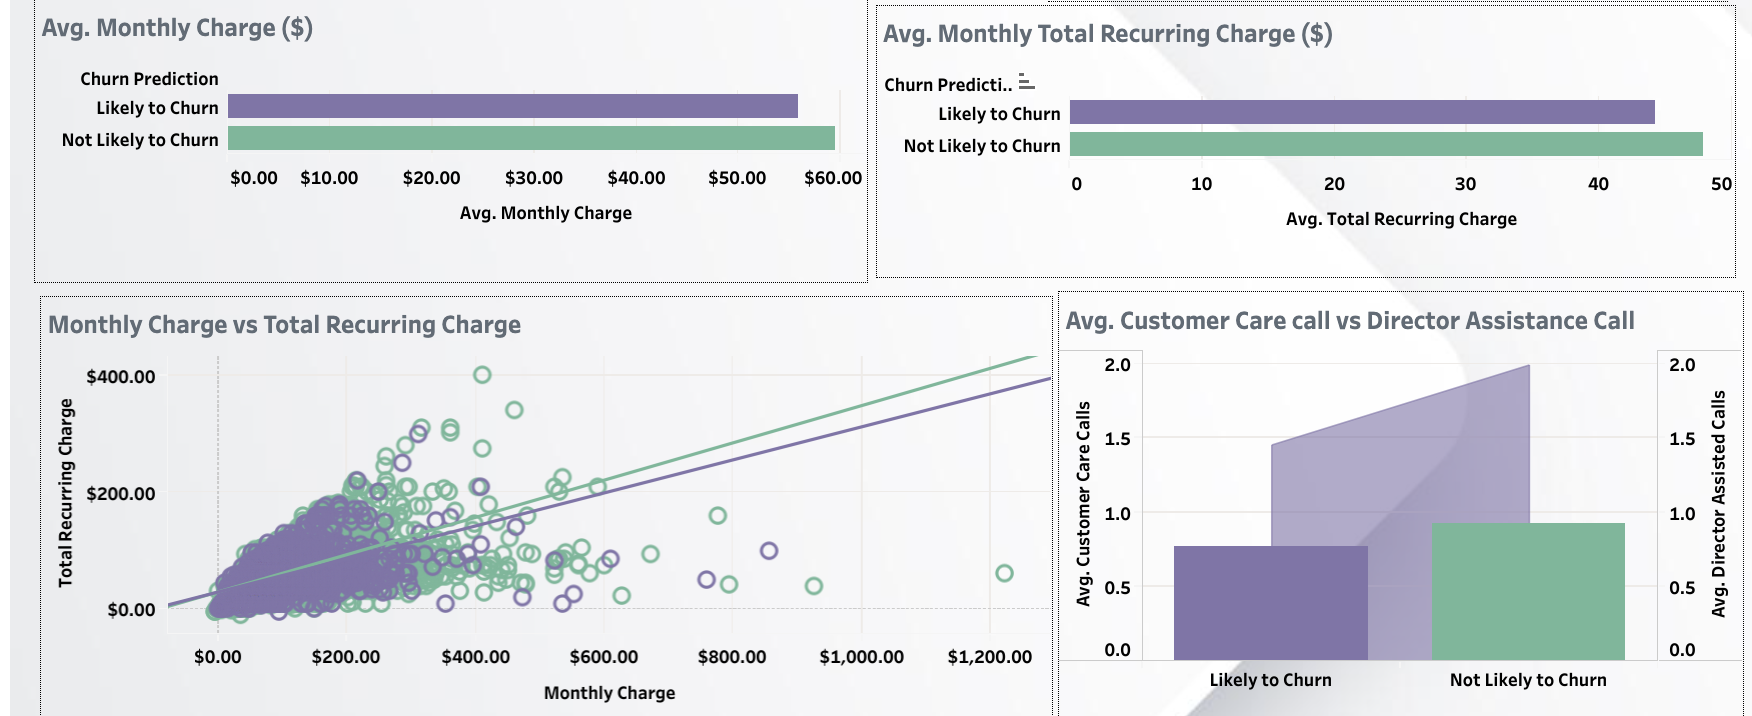 Avg. Monthly Charge ($)
Churn Prediction
Likely to Churn
Not Likely to Churn
$0.00 $10.00 $20.00 $30.00 $40.00 $50.00 $60.00
Avg. Monthly Charge
Avg. Monthly Total Recurring Charge ($)
Churn Predicti..
Likely to Churn
Not Likely to Churn
0 10 20 30 40 50
Avg. Total Recurring Charge
Monthly Charge vs Total Recurring Charge
Total Recurring Charge
$400.00
$200.00
$0.00
$0.00 $200.00 $400.00 $600.00 $800.00 $1,000.00 $1,200.00
Monthly Charge
Avg. Customer Care call vs Director Assistance Call
Avg. Customer Care Calls
2.0
1.5
1.0
0.5
0.0
2.0
1.5
1.0
0.5
0.0
Avg. Director Assisted Calls
Likely to Churn Not Likely to Churn